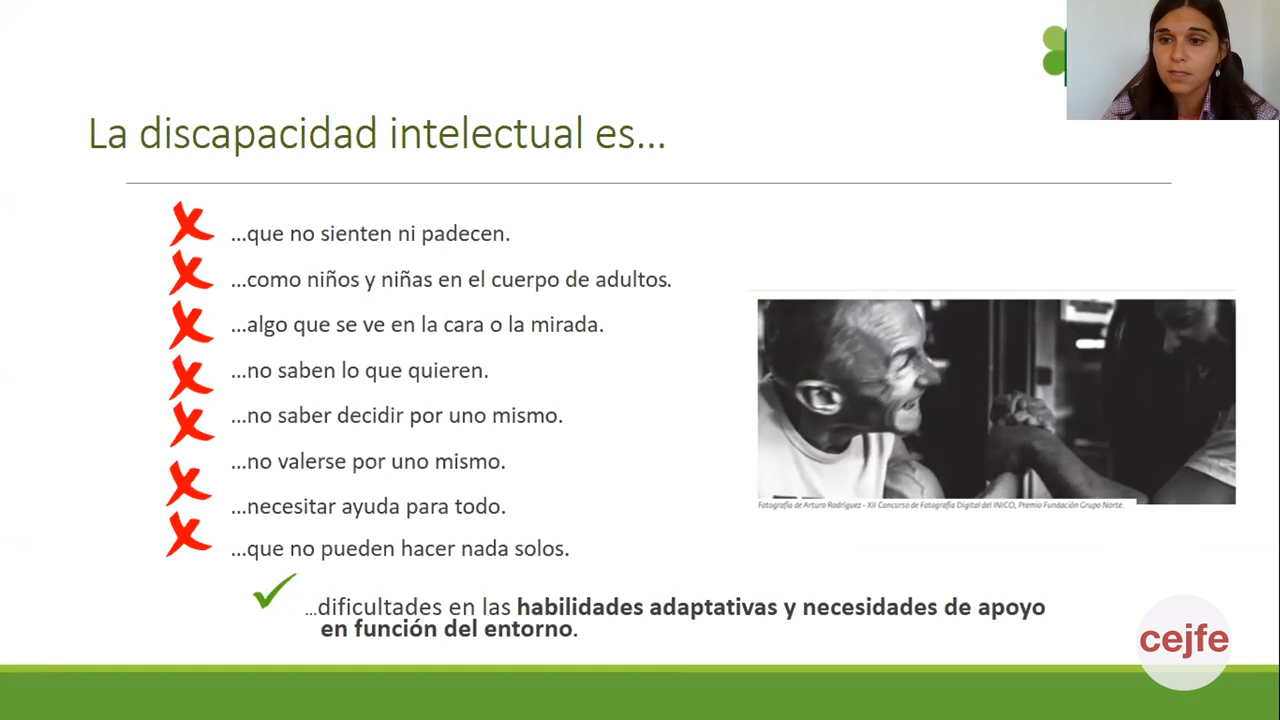 La discapacidad intelectual es...
...que no sienten ni padecen.
...como niños y niñas en el cuerpo de adultos.
...algo que se ve en la cara o la mirada.
...no saben lo que quieren.
...no saber decidir por uno mismo.
...no valerse por uno mismo.
...necesitar ayuda para todo.
...que no pueden hacer nada solos.
...dificultades en las habilidades adaptativas y necesidades de apoyo
en función del entorno.
Fotografía de Arturo Rodríguez - XII Concurso de Fotografía Digital del INICO, Premio Fundación Grupo Norte.
cejfe